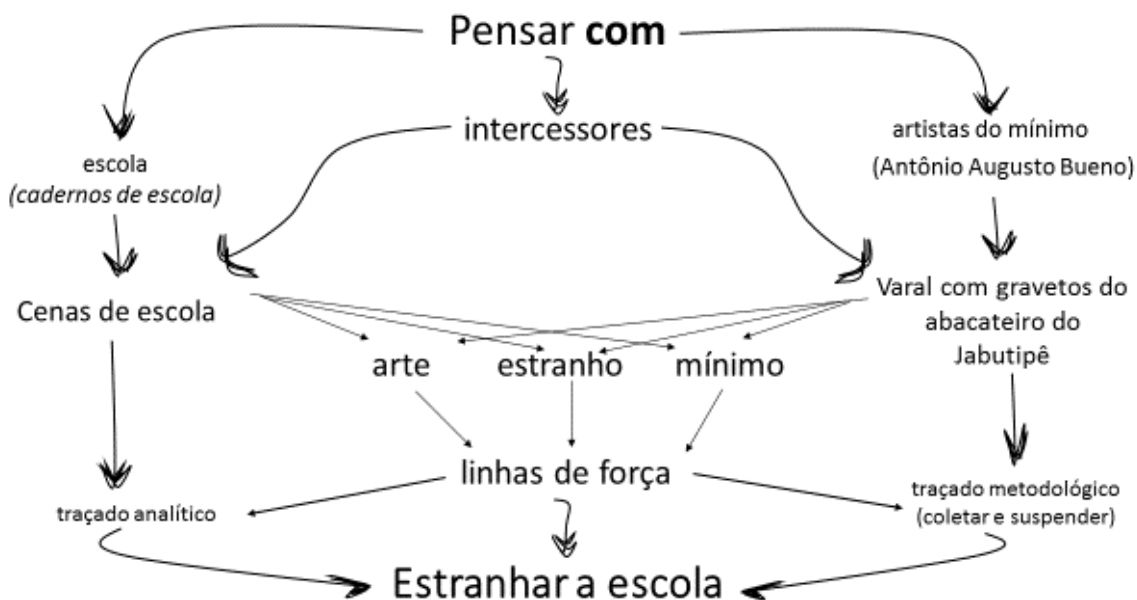 Pensar com
intercessores
escola
(cadernos de escola)
artistas do mínimo
(Antônio Augusto Bueno)
Cenas de escola
Varal com gravetos do
abacateiro do
Jabutipê
arte
estranho
mínimo
linhas de força
traçado analítico
traçado metodológico
(coletar e suspender)
Estranhar a escola